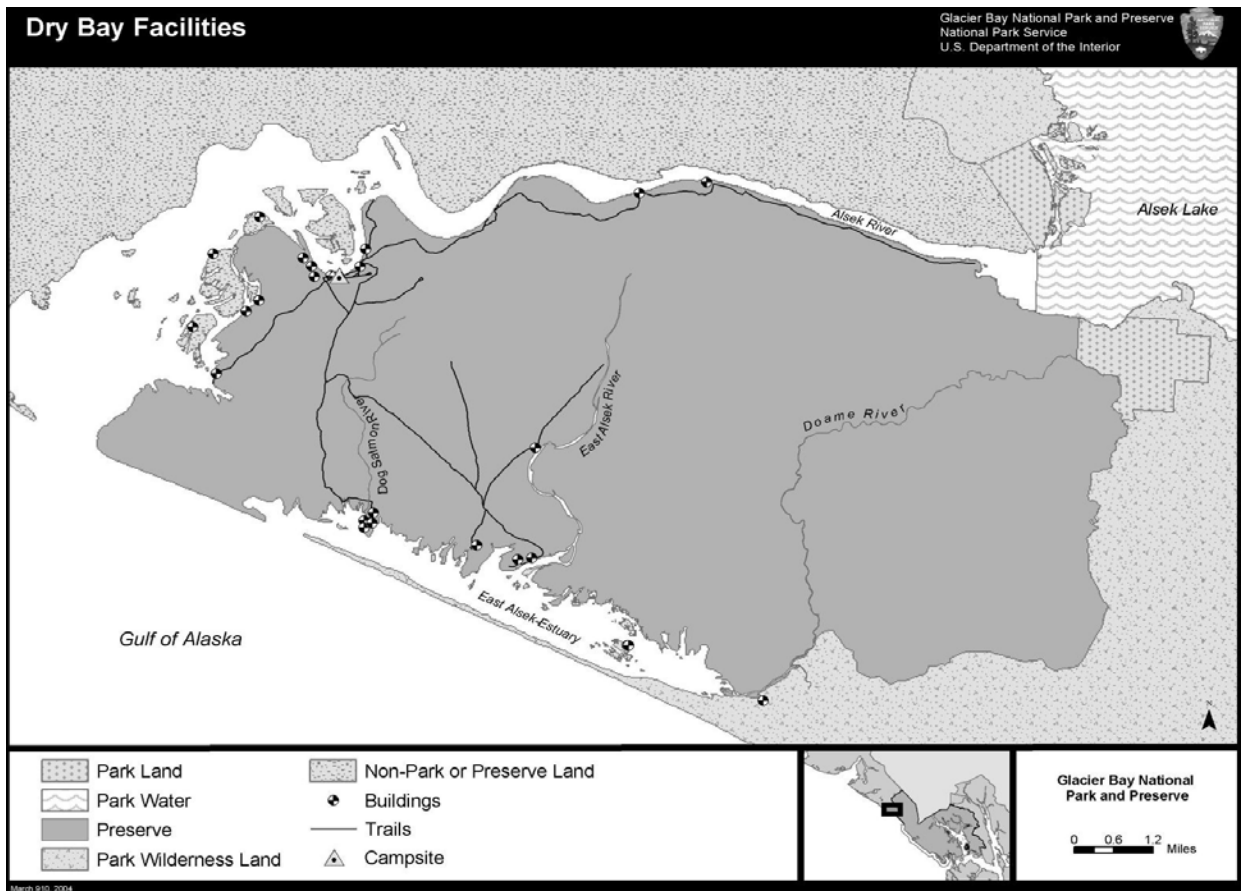 Dry Bay Facilities
Glacier Bay National Park and Preserve
National Park Service
U.S. Department of the Interior
Alsek River
Alsek Lake
East Alsek River
Doame River
Dog Salmon River
East Alsek-Estuary
Gulf of Alaska
N
Park Land
Park Water
Preserve
Park Wilderness Land
Non-Park or Preserve Land
Buildings
Trails
Campsite
Glacier Bay National
Park and Preserve
0 0.6 1.2
Miles
March 910, 2004